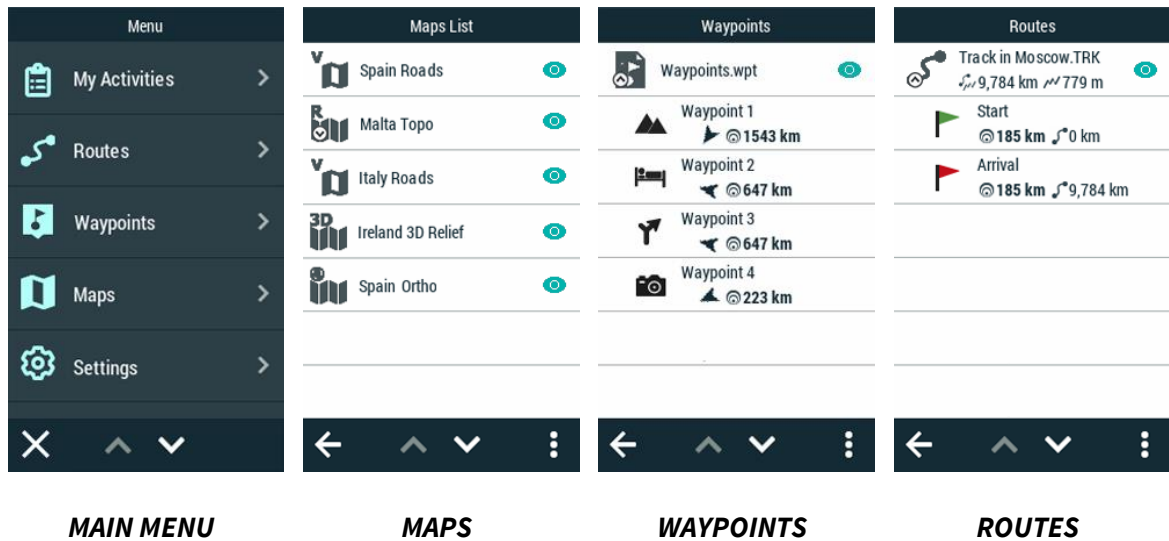 Menu
My Activities
Routes
Waypoints
Maps
Settings
MAIN MENU
Maps List
V
Spain Roads
R
Malta Topo
V
Italy Roads
3D
Ireland 3D Relief
Spain Ortho
MAPS
Waypoints
Waypoints.wpt
Waypoint 1
1543 km
Waypoint 2
647 km
Waypoint 3
647 km
Waypoint 4
223 km
WAYPOINTS
Routes
Track in Moscow.TRK
9,784 km 779 m
Start
185 km 0 km
Arrival
185 km 9,784 km
ROUTES